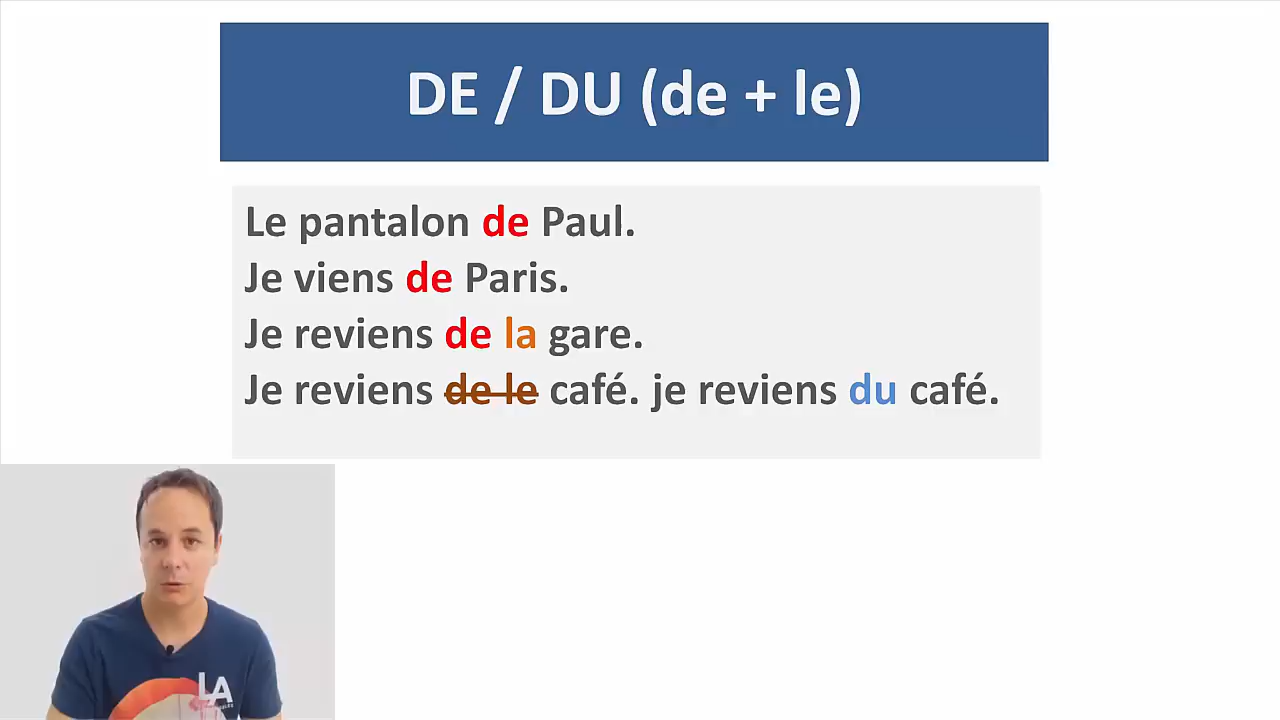 DE / DU (de + le)
Le pantalon de Paul.
Je viens de Paris.
Je reviens de la gare.
Je reviens de le café. je reviens du café.
LA